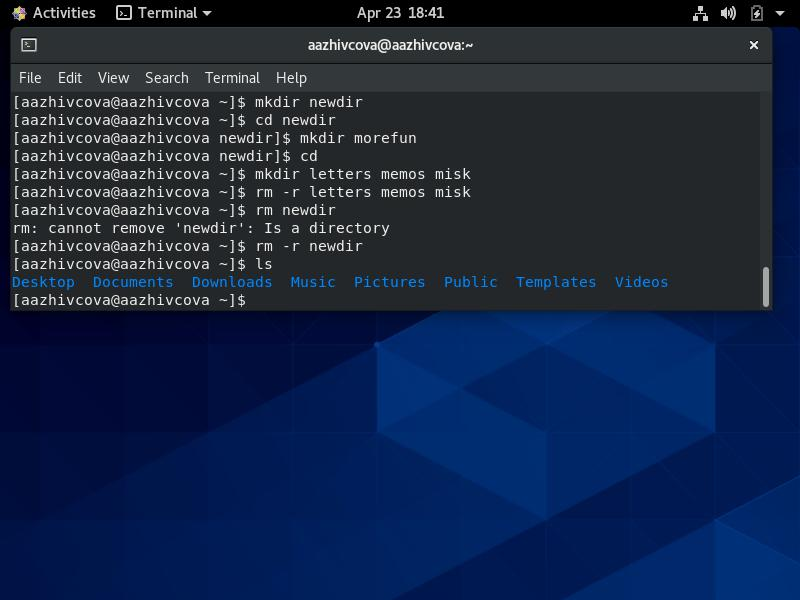 Activities Terminal Apr 23 18:41
aazhivcova@aazhivcova:~
File Edit View Search Terminal Help
[aazhivcova@aazhivcova ~]$ mkdir newdir
[aazhivcova@aazhivcova ~]$ cd newdir
[aazhivcova@aazhivcova newdir]$ mkdir morefun
[aazhivcova@aazhivcova newdir]$ cd
[aazhivcova@aazhivcova ~]$ mkdir letters memos misk
[aazhivcova@aazhivcova ~]$ rm -r letters memos misk
[aazhivcova@aazhivcova ~]$ rm newdir
rm: cannot remove 'newdir': Is a directory
[aazhivcova@aazhivcova ~]$ rm -r newdir
[aazhivcova@aazhivcova ~]$ ls
Desktop Documents Downloads Music Pictures Public Templates Videos
[aazhivcova@aazhivcova ~]$